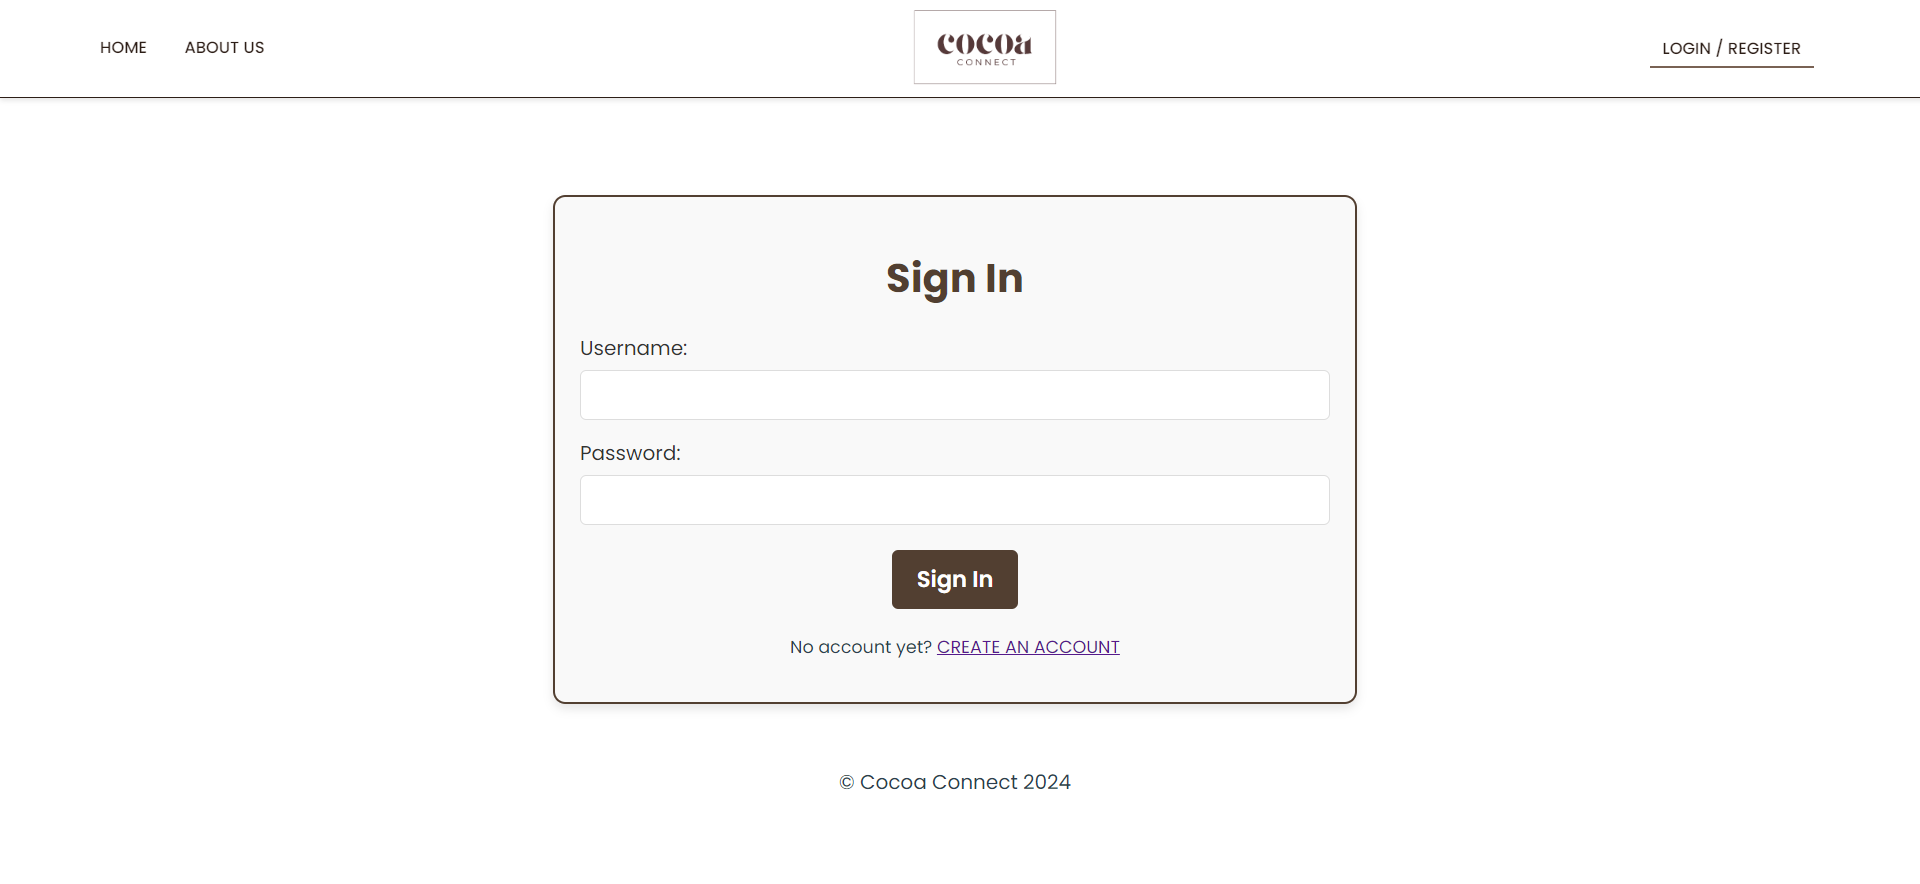 HOME
ABOUT US
cocoa
CONNECT
LOGIN / REGISTER
Sign In
Username:
Password:
Sign In
No account yet? CREATE AN ACCOUNT
© Cocoa Connect 2024